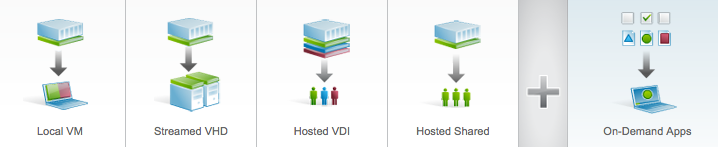 Local VM
Streamed VHD
Hosted VDI
Hosted Shared
On-Demand Apps